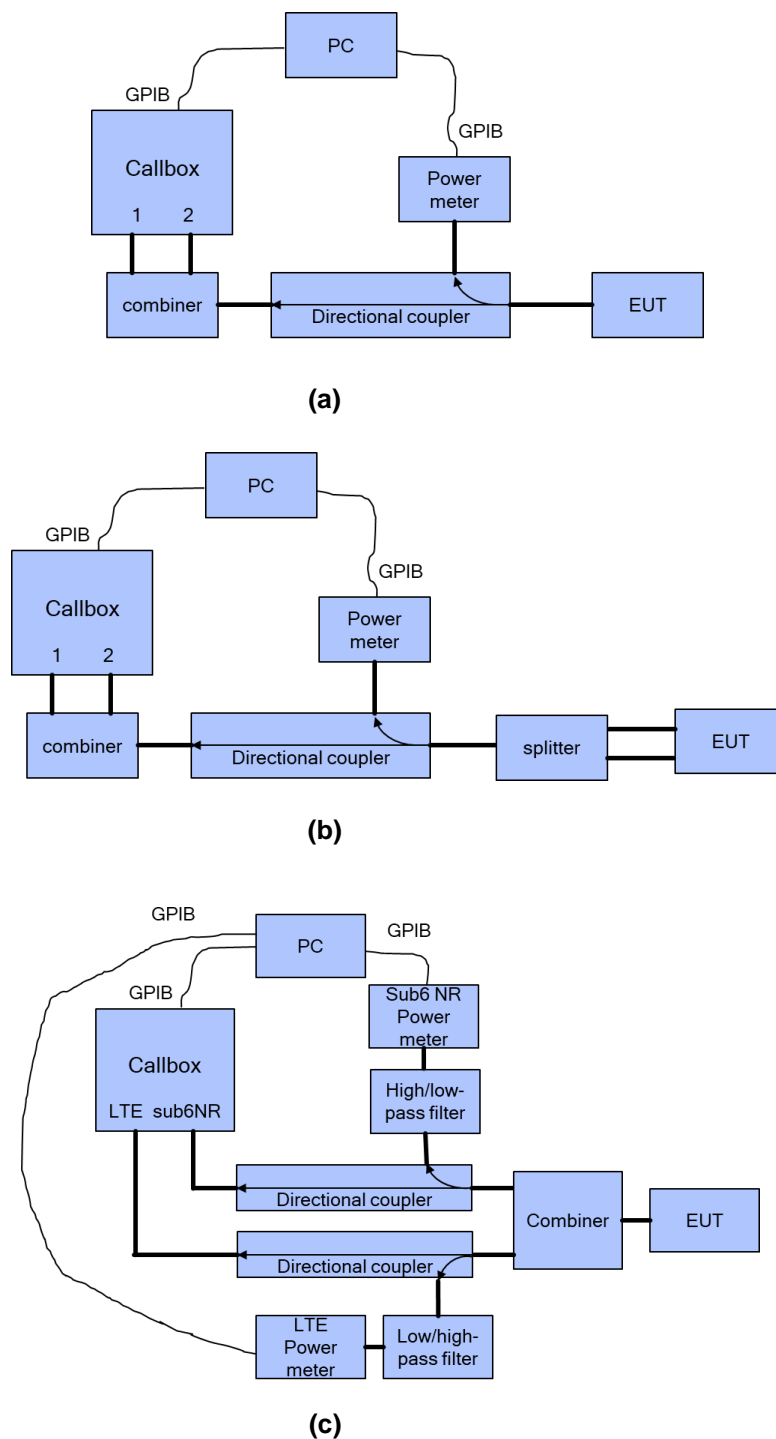 PC
GPIB
GPIB
Callbox
1 2
Power
meter
combiner
Directional coupler
EUT
(a)
PC
GPIB
GPIB
Callbox
1 2
Power
meter
combiner
Directional coupler
splitter
EUT
(b)
GPIB
PC
GPIB
GPIB
Sub6 NR
Power
meter
Callbox
LTE sub6NR
High/low-
pass filter
Directional coupler
Combiner
EUT
Directional coupler
LTE
Power
meter
Low/high-
pass filter
(c)